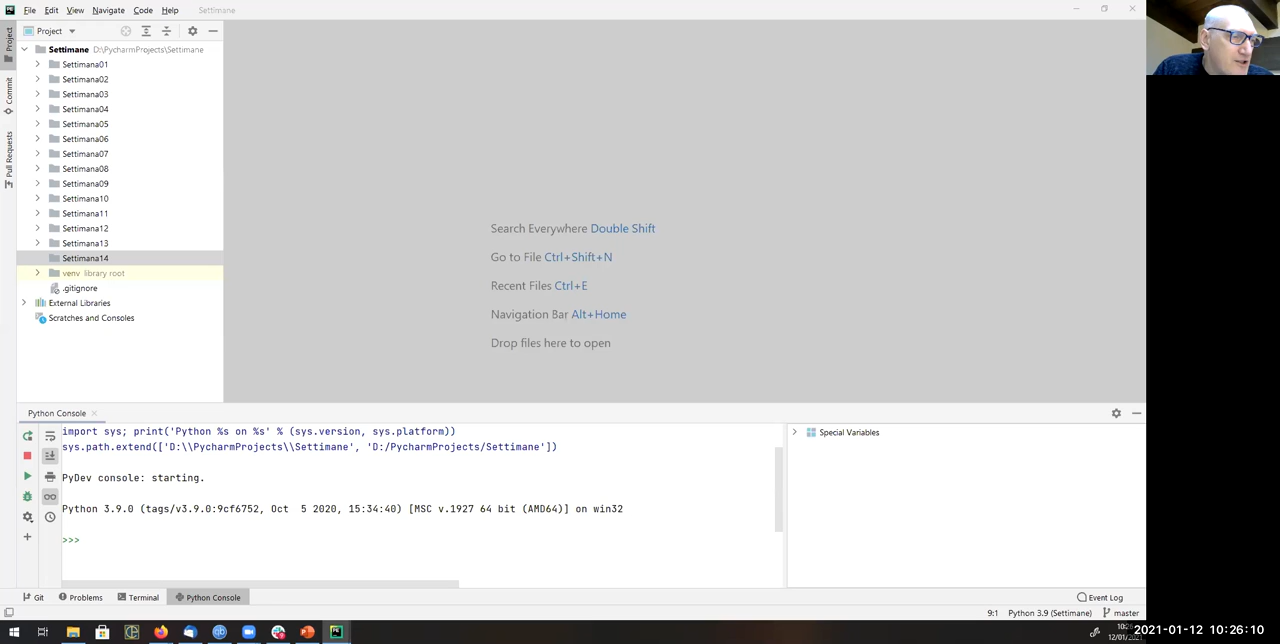 File Edit View Navigate Code Help Settimane
Project
Settimane D:\PycharmProjects\Settimane
Settimana01
Settimana02
Settimana03
Settimana04
Settimana05
Settimana06
Settimana07
Settimana08
Settimana09
Settimana10
Settimana11
Settimana12
Settimana13
Settimana14
venv library root
.gitignore
External Libraries
Scratches and Consoles
Project
Commit
Pull Requests
Search Everywhere Double Shift
Go to File Ctrl+Shift+N
Recent Files Ctrl+E
Navigation Bar Alt+Home
Drop files here to open
Python Console
import sys; print('Python %s on %s' % (sys.version, sys.platform))
sys.path.extend(['D:\\PycharmProjects\\Settimane', 'D:/PycharmProjects/Settimane'])
PyDev console: starting.
Python 3.9.0 (tags/v3.9.0:9cf6752, Oct 5 2020, 15:34:40) [MSC v.1927 64 bit (AMD64)] on win32
>>>
Special Variables
Git Problems Terminal Python Console Event Log
9:1 Python 3.9 (Settimane) master
2021-01-12 10:26:10